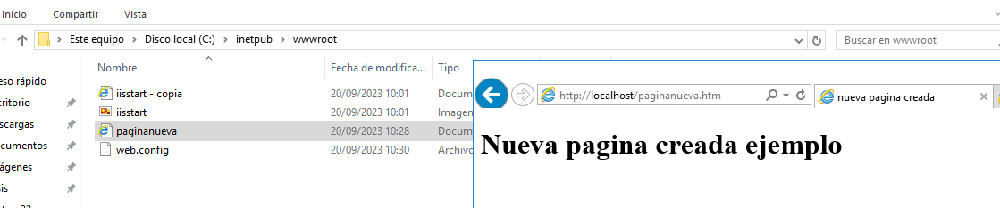 Inicio Compartir Vista
Este equipo > Disco local (C:) > inetpub > wwwroot
Buscar en wwwroot
Nombre Fecha de modifica... Tipo
eso rápido
critorio
scargas
ocumentos
ágenes
sis
iisstart - copia 20/09/2023 10:01 Docum
iisstart 20/09/2023 10:01 Imagen
paginanueva 20/09/2023 10:28 Docum
web.config 20/09/2023 10:30 Archivo
http://localhost/paginanueva.htm
nueva pagina creada
Nueva pagina creada ejemplo